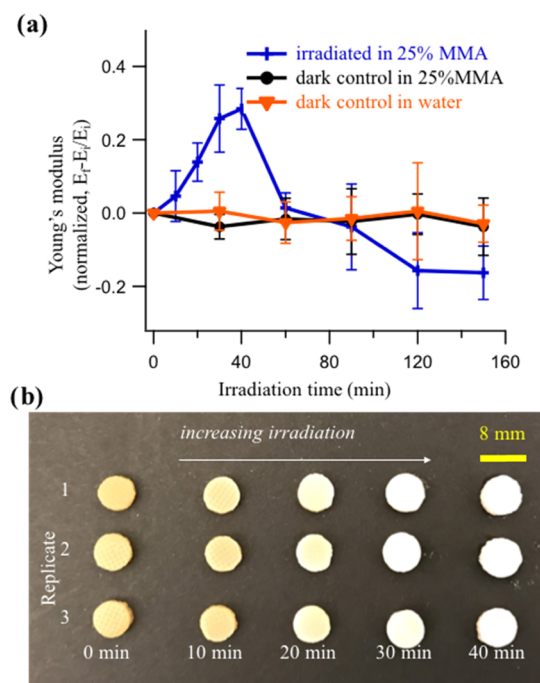 (a)
irradiated in 25% MMA
dark control in 25%MMA
dark control in water
0.4
0.2
0.0
-0.2
Young's modulus
(normalized, Ef-Ei/Ei)
0
40
80
120
160
Irradiation time (min)
(b)
increasing irradiation
8 mm
Replicate
1
2
3
0 min
10 min
20 min
30 min
40 min